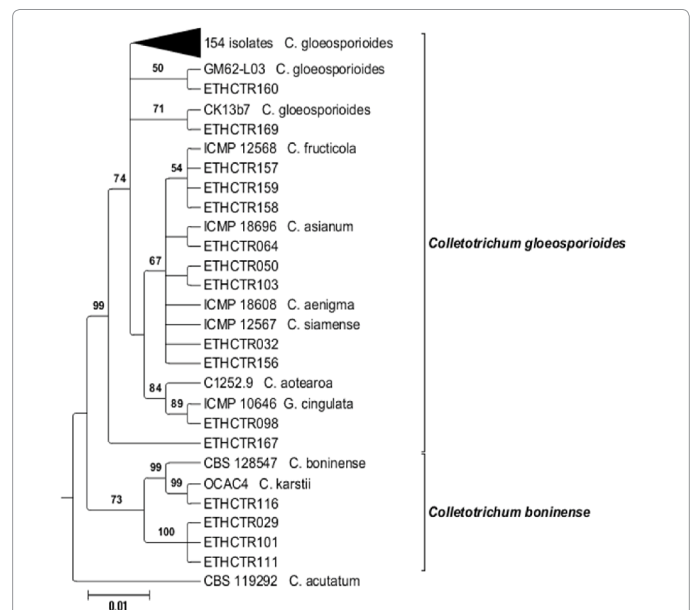 154 isolates C. gloeosporioides
50
GM62-L03 C. gloeosporioides
ETHCTR160
71
CK13b7 C. gloeosporioides
ETHCTR169
ICMP 12568 C. fructicola
54
ETHCTR157
74
ETHCTR159
ETHCTR158
ICMP 18696 C. asianum
ETHCTR064
Colletotrichum gloeosporioides
67
ETHCTR050
ETHCTR103
99
ICMP 18608 C. aenigma
ICMP 12567 C. siamense
ETHCTR032
ETHCTR156
84
C1252.9 C. aotearoa
89
ICMP 10646 G. cingulata
ETHCTR098
ETHCTR167
99
CBS 128547 C. boninense
99
OCAC4 C. karstii
73
ETHCTR116
Colletotrichum boninense
ETHCTR029
100
ETHCTR101
ETHCTR111
CBS 119292 C. acutatum
0.01